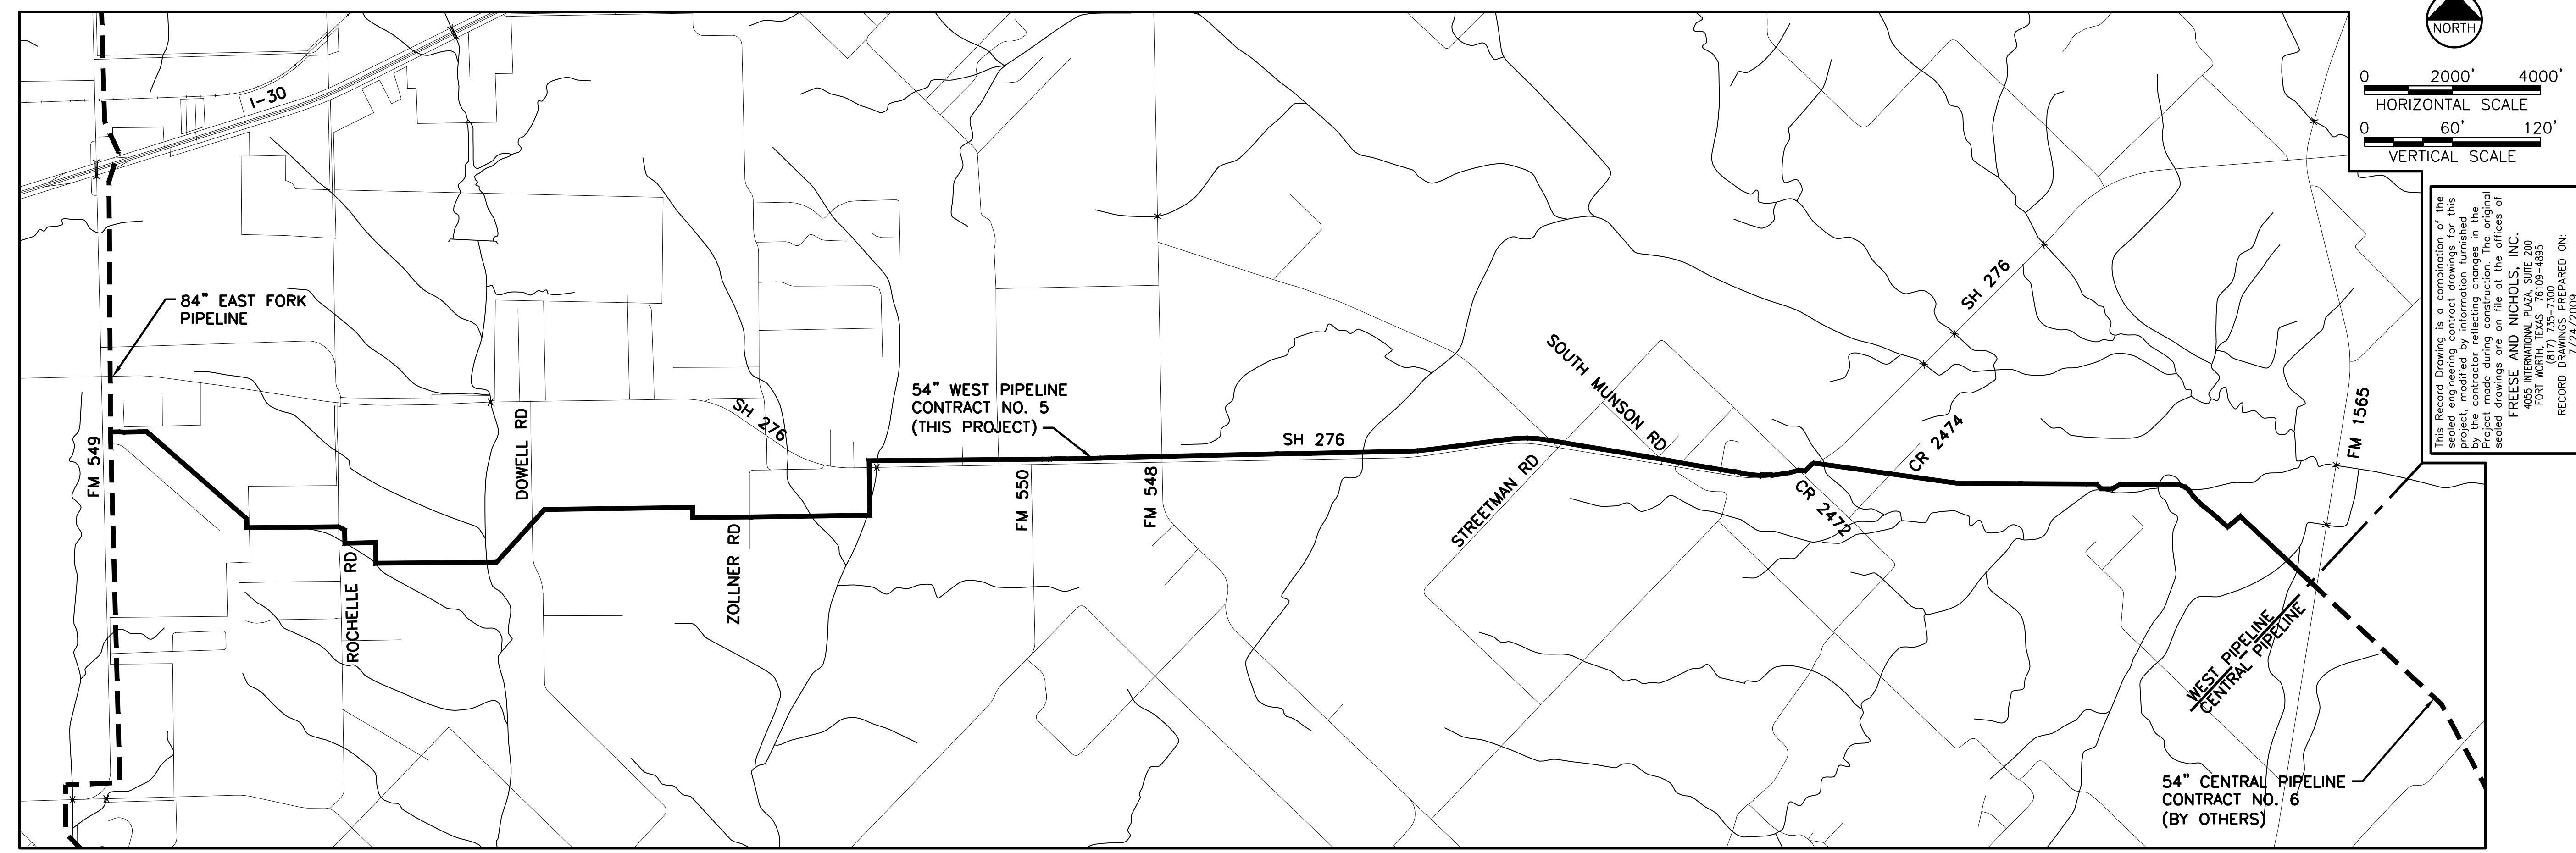 NORTH
0 2000' 4000'
HORIZONTAL SCALE
0 60' 120'
VERTICAL SCALE
I-30
84" EAST FORK
PIPELINE
FM 549
ROCHELLE RD
DOWELL RD
SH 276
ZOLLNER RD
54" WEST PIPELINE
CONTRACT NO. 5
(THIS PROJECT)
FM 550
FM 548
SH 276
STREETMAN RD
SOUTH MUNSON RD
CR 2472
CR 2474
SH 276
FM 1565
WEST PIPELINE
CENTRAL PIPELINE
54" CENTRAL PIPELINE
CONTRACT NO. 6
(BY OTHERS)
This Record Drawing is a combination of the
sealed engineering contract drawings for this
project, modified by information furnished
by the contractor reflecting changes in the
Project made during construction. The original
sealed drawings are on file at the offices of
FREESE AND NICHOLS, INC.
4055 INTERNATIONAL PLAZA, SUITE 200
FORT WORTH, TEXAS 76109-4895
(817) 735-7300
RECORD DRAWINGS PREPARED ON:
7/24/2009